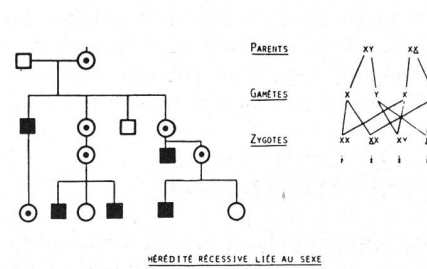 PARENTS XY XX
GAMÈTES X Y X
ZYGOTES XX XX XY
HÉRÉDITÉ RÉCESSIVE LIÉE AU SEXE